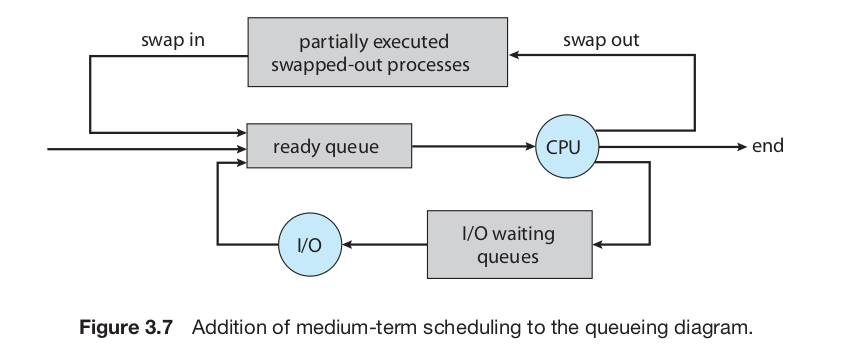 swap in
partially executed
swapped-out processes
swap out
ready queue
CPU
end
I/O
I/O waiting
queues
Figure 3.7 Addition of medium-term scheduling to the queueing diagram.